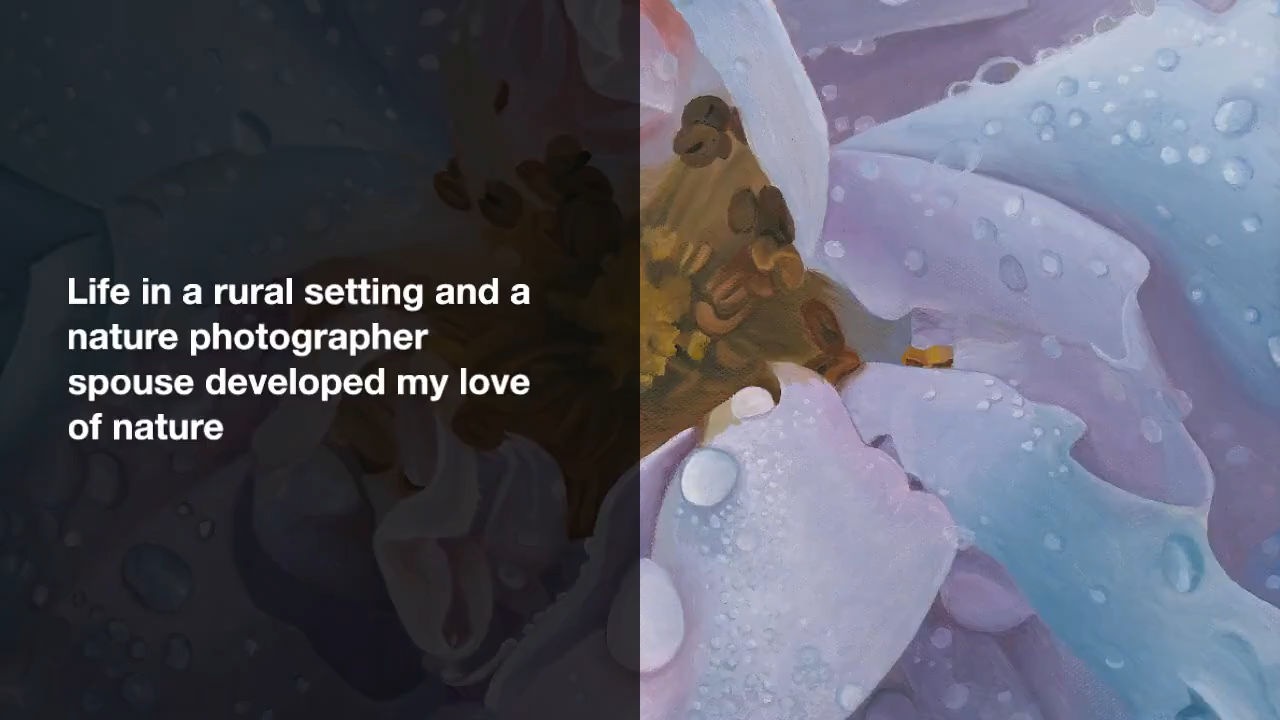 Life in a rural setting and a
nature photographer
spouse developed my love
of nature